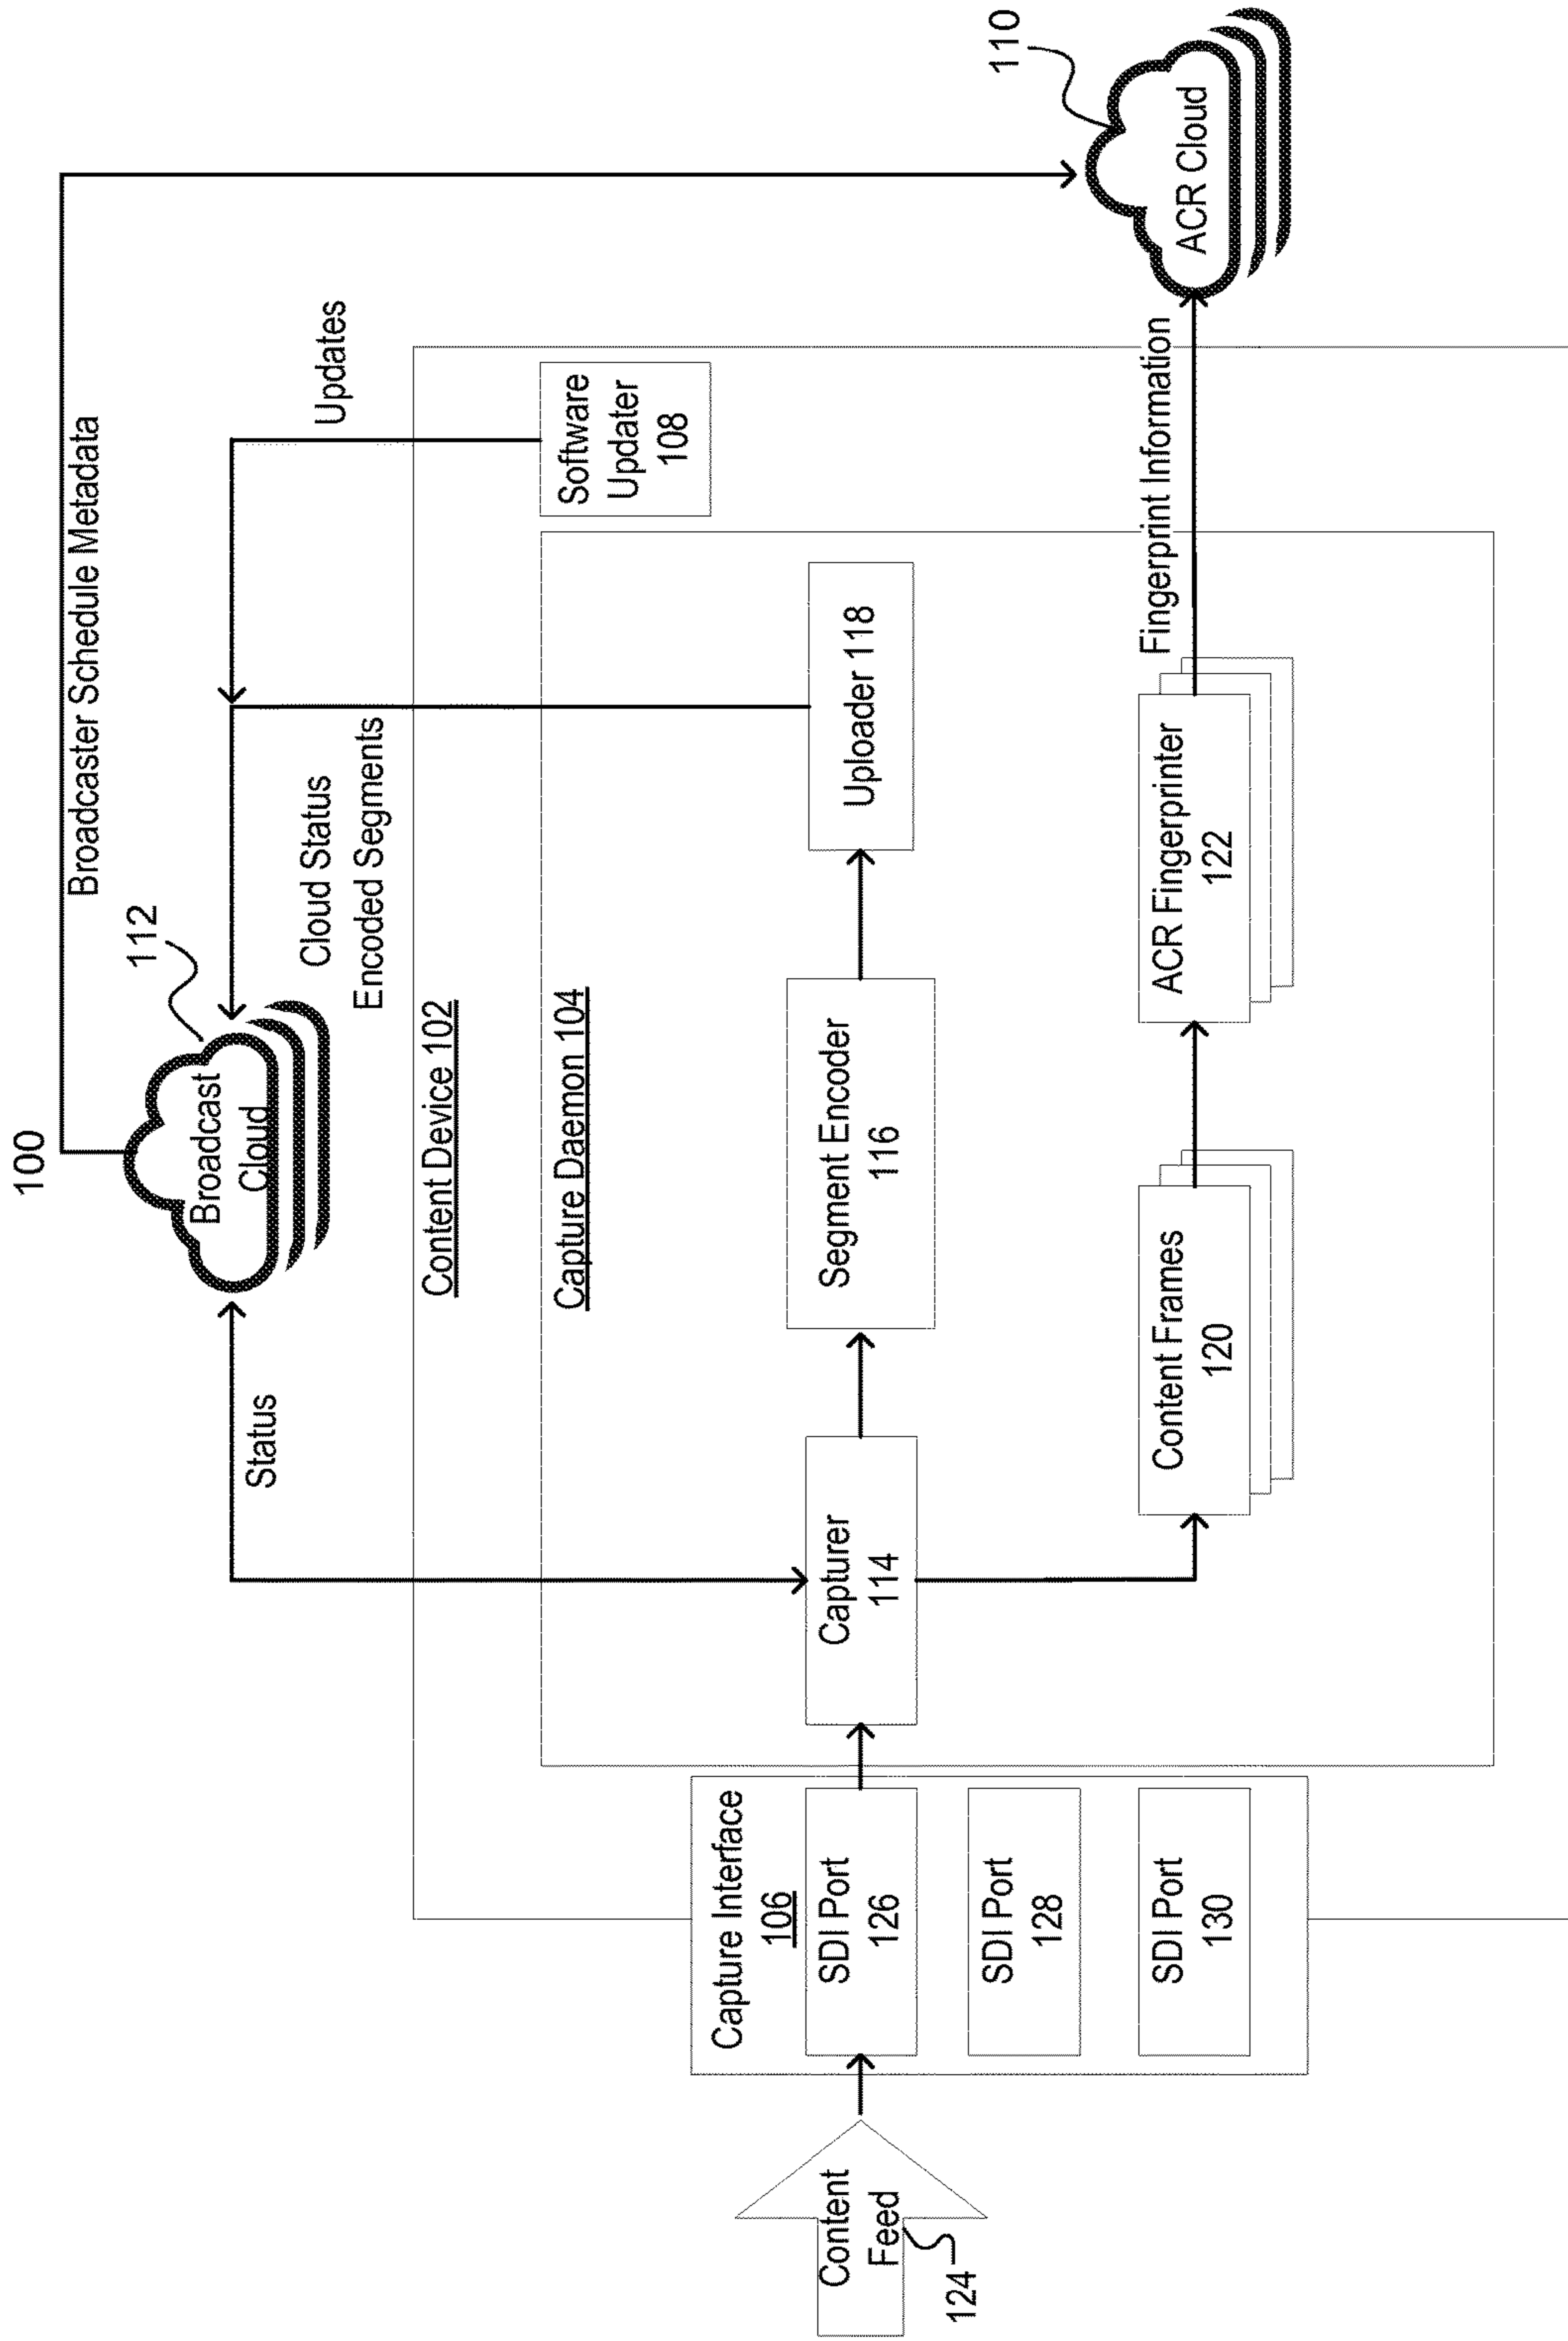 100
Broadcaster Schedule Metadata
112
Broadcast
Cloud
Status
Cloud Status
Encoded Segments
Updates
110
ACR Cloud
Content Device 102
Software
Updater
108
Capture Daemon 104
Capture Interface
106
SDI Port
126
SDI Port
128
SDI Port
130
Content
Feed
124
Capturer
114
Segment Encoder
116
Uploader 118
Content Frames
120
ACR Fingerprinter
122
Fingerprint Information